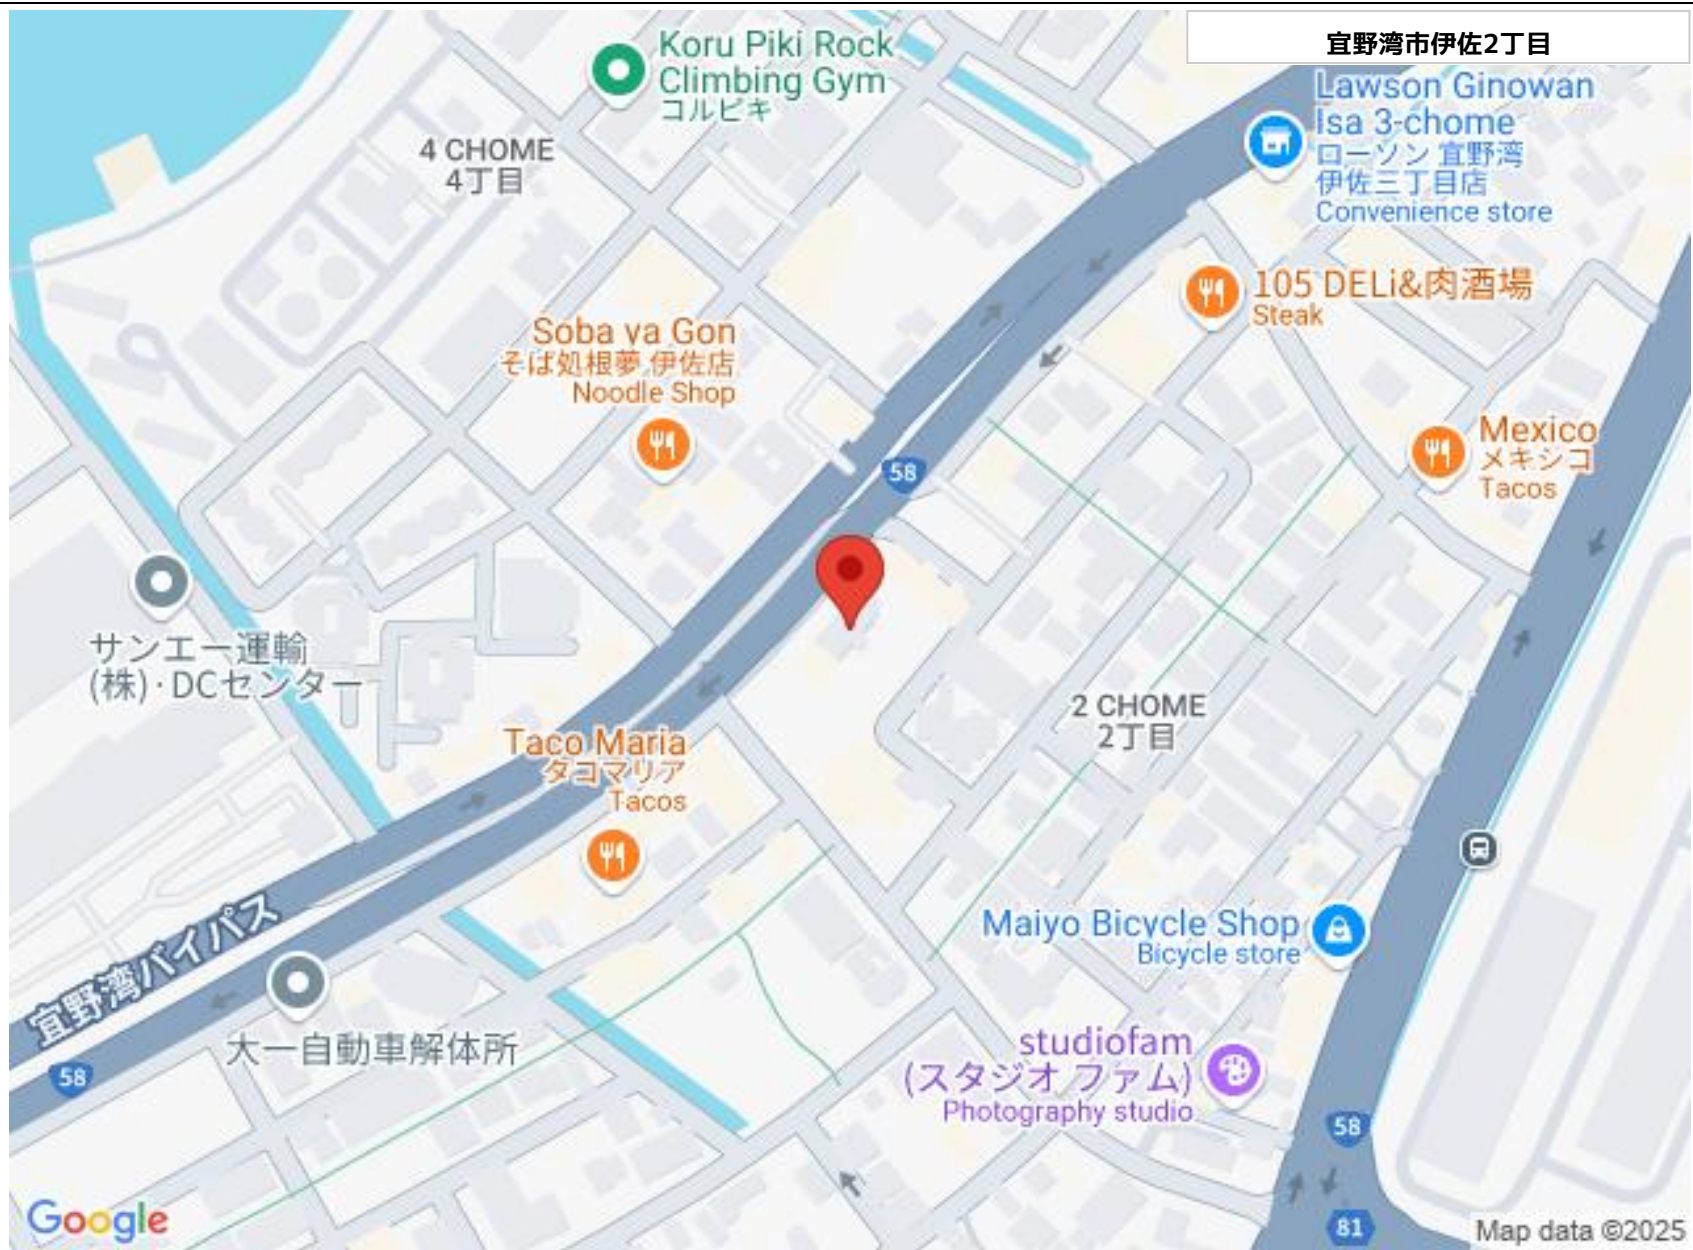 宜野湾市伊佐2丁目
Koru Piki Rock
Climbing Gym
コルピキ
Lawson Ginowan
Isa 3-chome
ローソン 宜野湾
伊佐三丁目店
Convenience store
4 CHOME
4丁目
105 DELi&肉酒場
Steak
Soba ya Gon
そば処根夢 伊佐店
Noodle Shop
Mexico
メキシコ
Tacos
58
サンエー運輸
(株)·DCセンター
2 CHOME
2丁目
Taco Maria
タコマリア
Tacos
Maiyo Bicycle Shop
Bicycle store
宜野湾バイパス
大一自動車解体所
studiofam
(スタジオ ファム)
Photography studio
58
58
81
Google
Map data ©2025